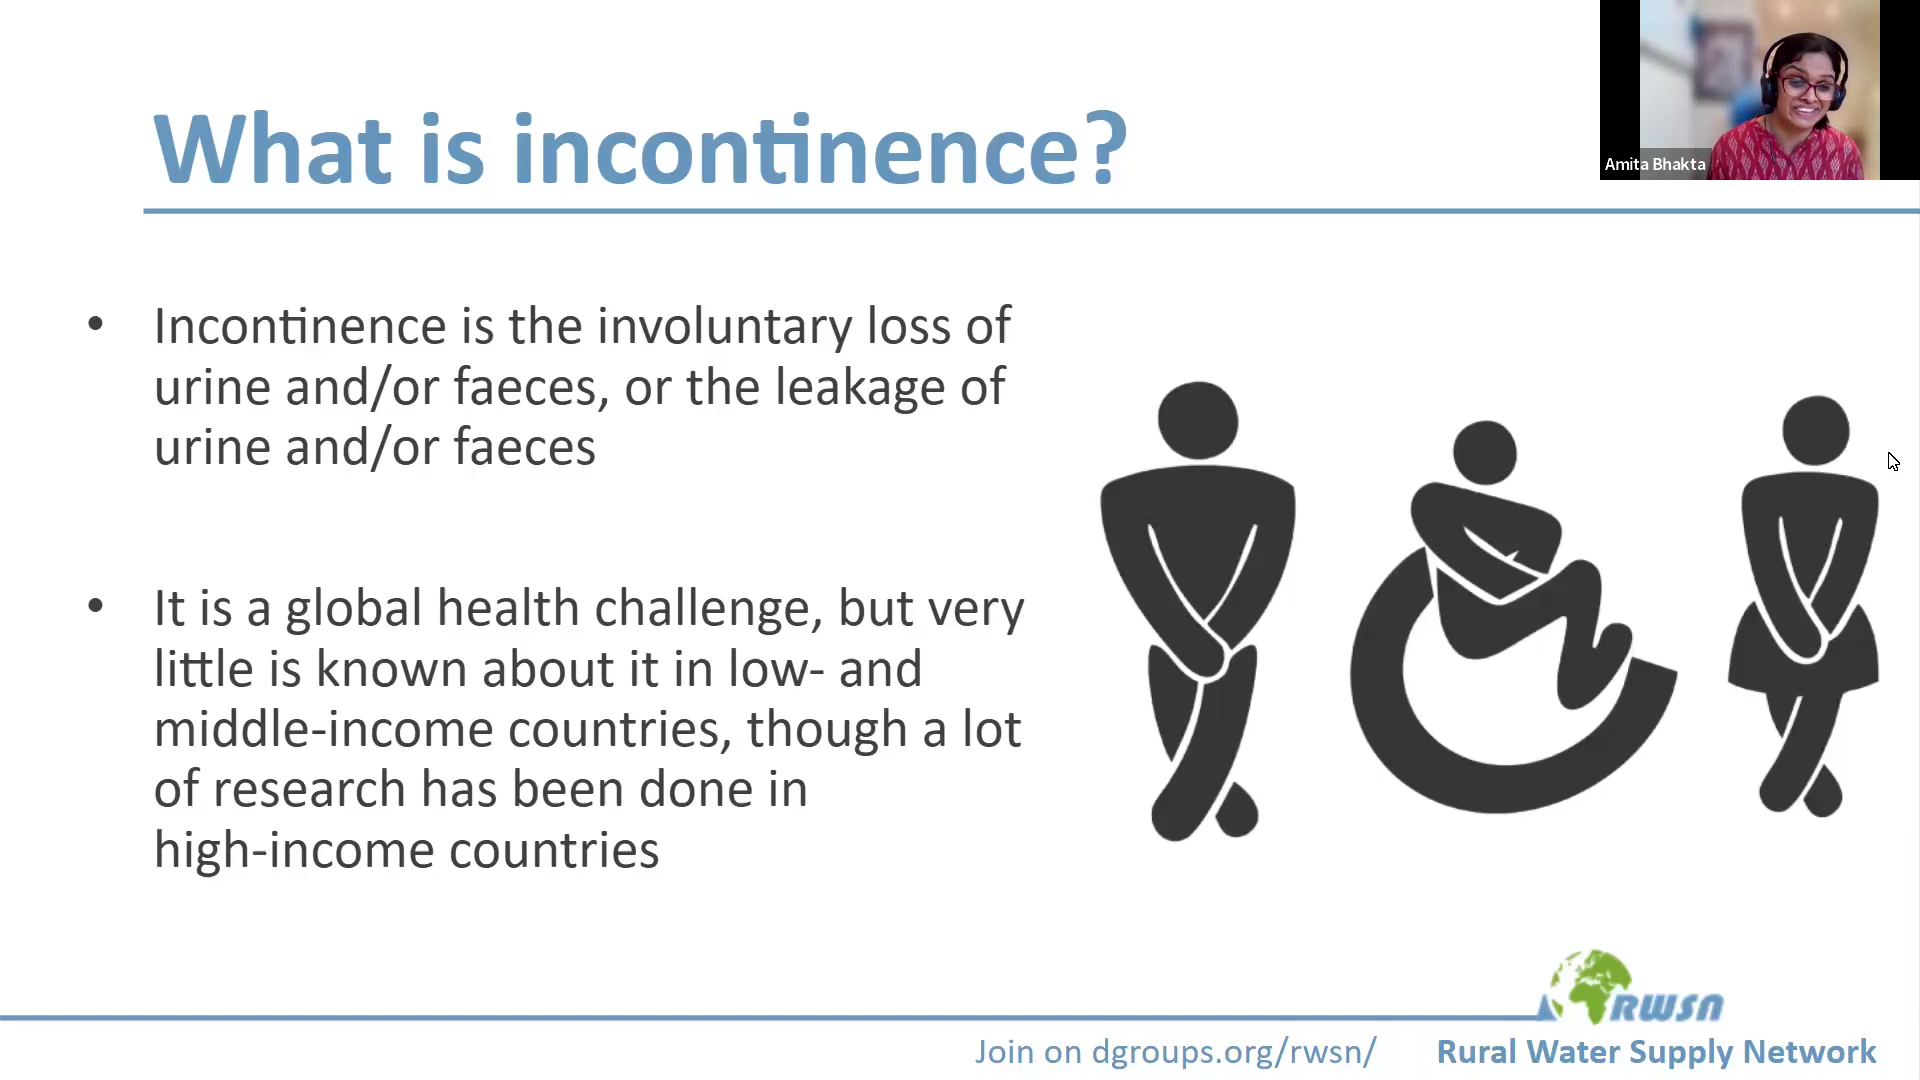 What is incontinence?
Amita Bhakta
• Incontinence is the involuntary loss of
urine and/or faeces, or the leakage of
urine and/or faeces
• It is a global health challenge, but very
little is known about it in low- and
middle-income countries, though a lot
of research has been done in
high-income countries
RWSN
Join on dgroups.org/rwsn/
Rural Water Supply Network